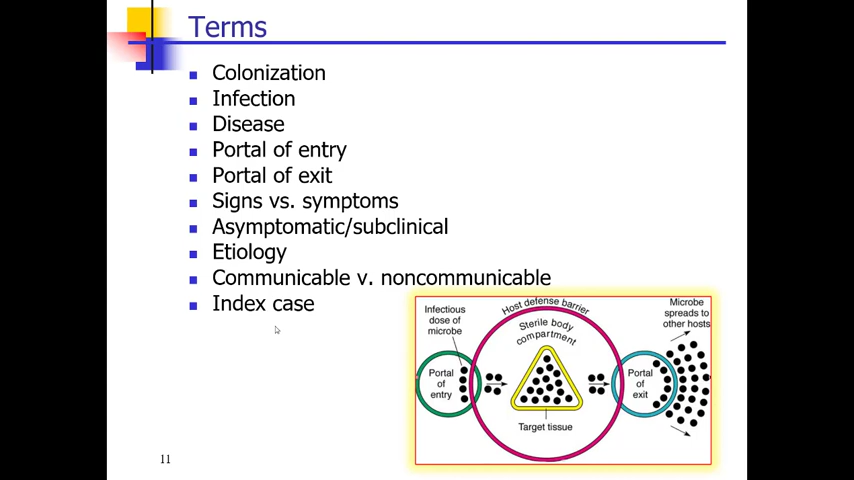 Terms
Colonization
Infection
Disease
Portal of entry
Portal of exit
Signs vs. symptoms
Asymptomatic/subclinical
Etiology
Communicable v. noncommunicable
Index case
Infectious
dose of
microbe
Host defense barrier
Sterile body
compartment
Microbe
spreads to
other hosts
Portal
of
entry
Portal
of
exit
Target tissue
11